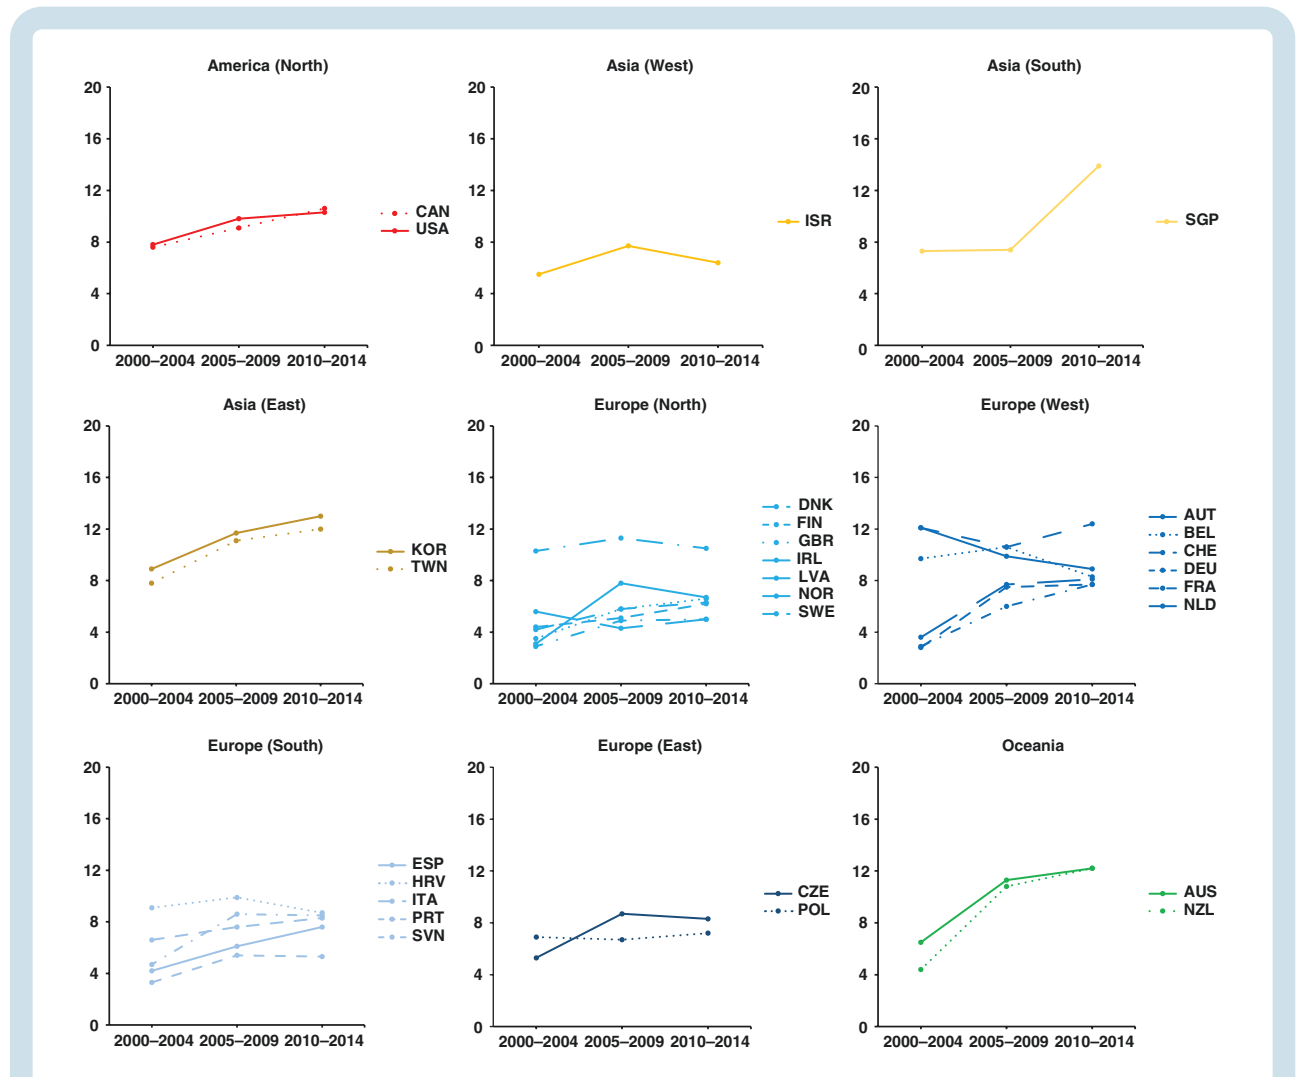 America (North)
20
16
12
8
4
0
2000–2004 2005–2009 2010–2014
CAN
USA
Asia (West)
20
16
12
8
4
0
2000–2004 2005–2009 2010–2014
ISR
Asia (South)
20
16
12
8
4
0
2000–2004 2005–2009 2010–2014
SGP
Asia (East)
20
16
12
8
4
0
2000–2004 2005–2009 2010–2014
KOR
TWN
Europe (North)
20
16
12
8
4
0
2000–2004 2005–2009 2010–2014
DNK
FIN
GBR
IRL
LVA
NOR
SWE
Europe (West)
20
16
12
8
4
0
2000–2004 2005–2009 2010–2014
AUT
BEL
CHE
DEU
FRA
NLD
Europe (South)
20
16
12
8
4
0
2000–2004 2005–2009 2010–2014
ESP
HRV
ITA
PRT
SVN
Europe (East)
20
16
12
8
4
0
2000–2004 2005–2009 2010–2014
CZE
POL
Oceania
20
16
12
8
4
0
2000–2004 2005–2009 2010–2014
AUS
NZL